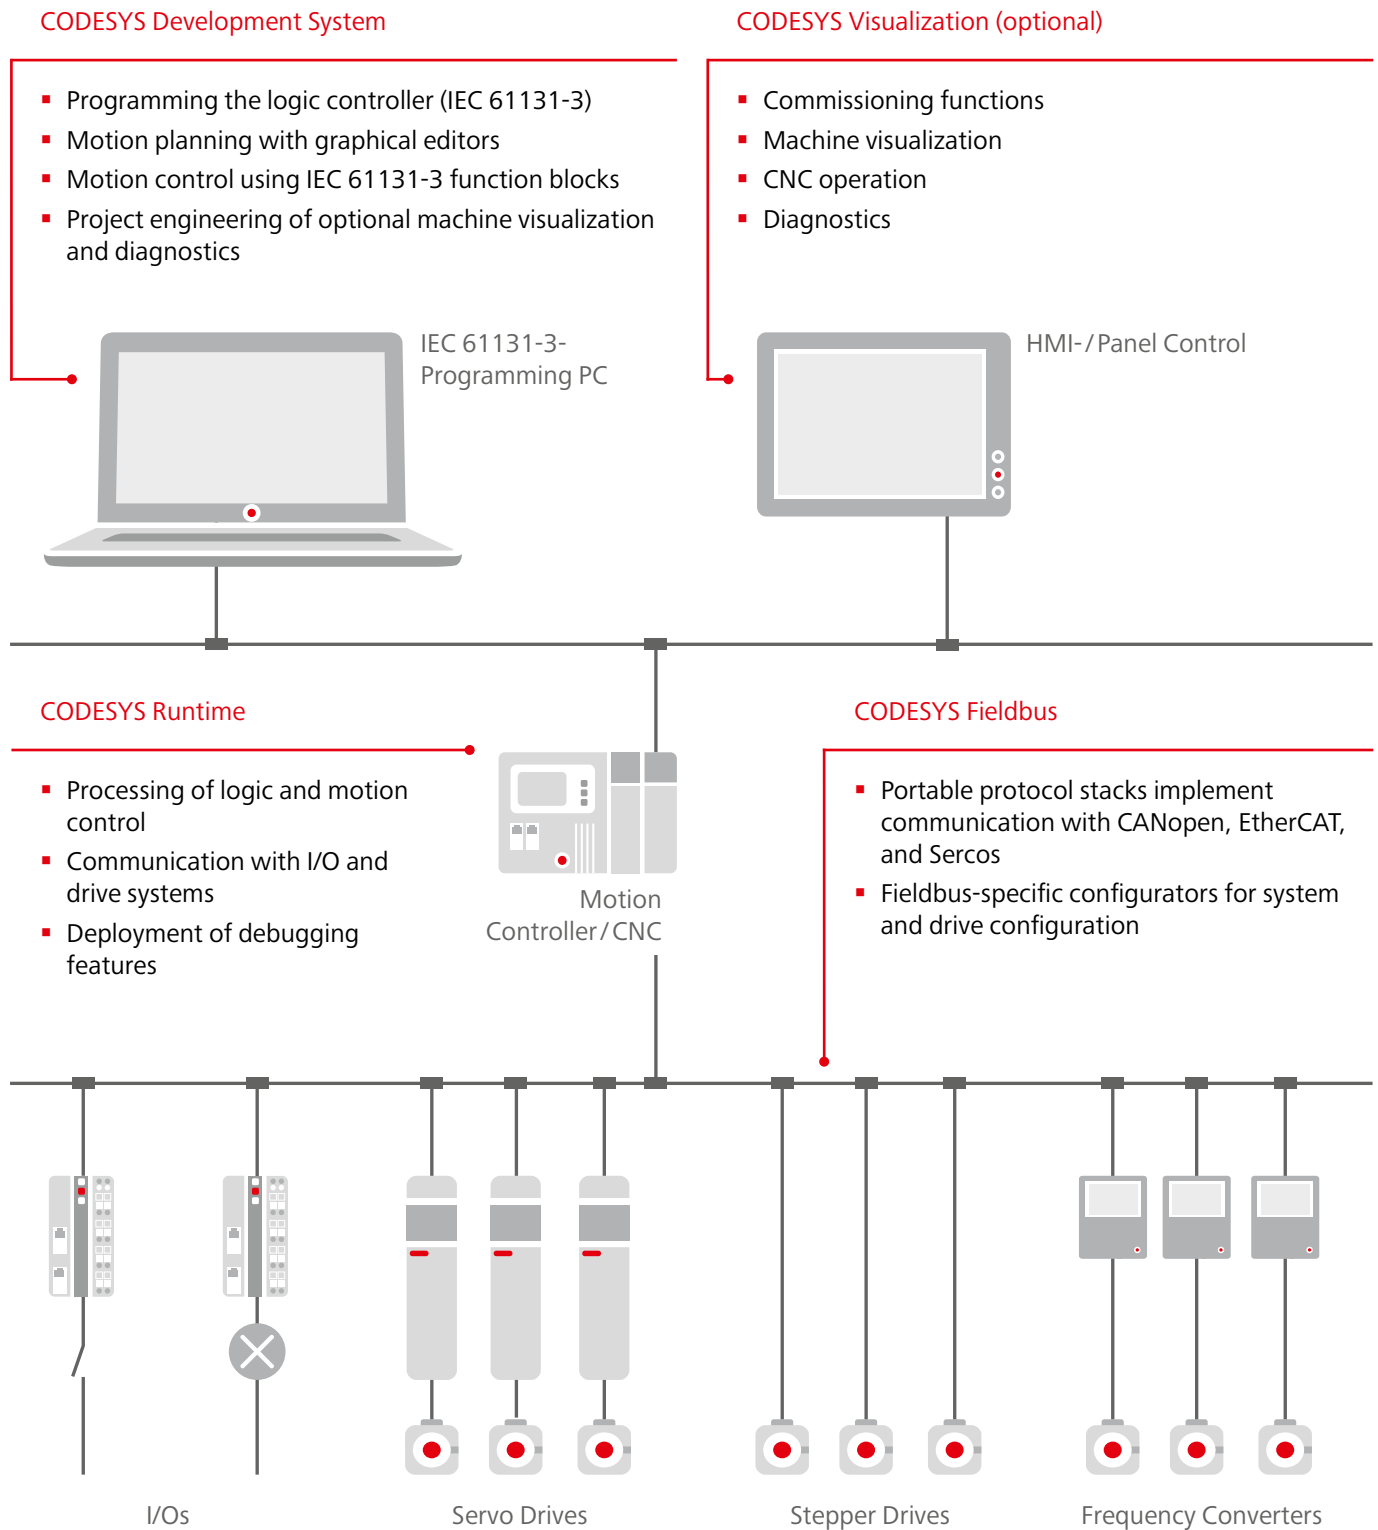 CODESYS Development System
▪ Programming the logic controller (IEC 61131-3)
▪ Motion planning with graphical editors
▪ Motion control using IEC 61131-3 function blocks
▪ Project engineering of optional machine visualization
and diagnostics
IEC 61131-3-
Programming PC
CODESYS Visualization (optional)
▪ Commissioning functions
▪ Machine visualization
▪ CNC operation
▪ Diagnostics
HMI-/Panel Control
CODESYS Runtime
▪ Processing of logic and motion
control
▪ Communication with I/O and
drive systems
▪ Deployment of debugging
features
Motion
Controller/CNC
CODESYS Fieldbus
▪ Portable protocol stacks implement
communication with CANopen, EtherCAT,
and Sercos
▪ Fieldbus-specific configurators for system
and drive configuration
I/Os
Servo Drives
Stepper Drives
Frequency Converters